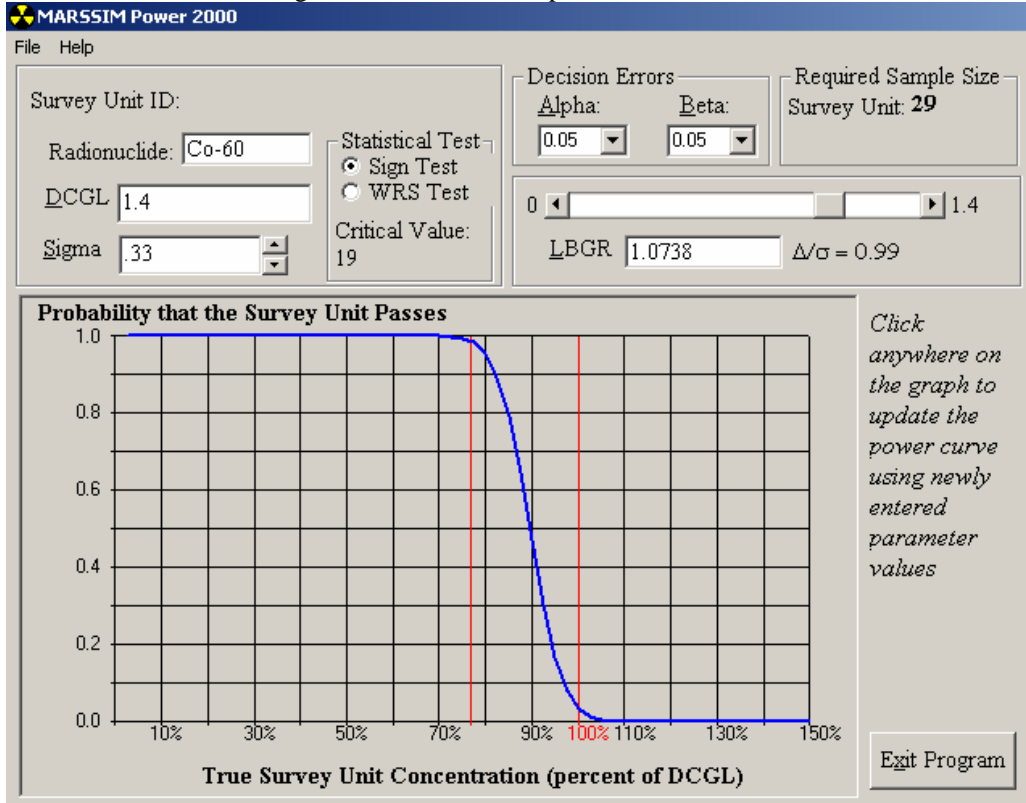 MARSSIM Power 2000
File Help
Survey Unit ID:
Radionuclide: Co-60
DCGL 1.4
Sigma .33
Statistical Test
Sign Test
WRS Test
Critical Value:
19
Decision Errors
Alpha: Beta:
0.05 0.05
Required Sample Size
Survey Unit: 29
0 1.4
LBGR 1.0738 Δ/σ = 0.99
Probability that the Survey Unit Passes
1.0
0.8
0.6
0.4
0.2
0.0
10% 30% 50% 70% 90% 100% 110% 130% 150%
True Survey Unit Concentration (percent of DCGL)
Click
anywhere on
the graph to
update the
power curve
using newly
entered
parameter
values
Exit Program